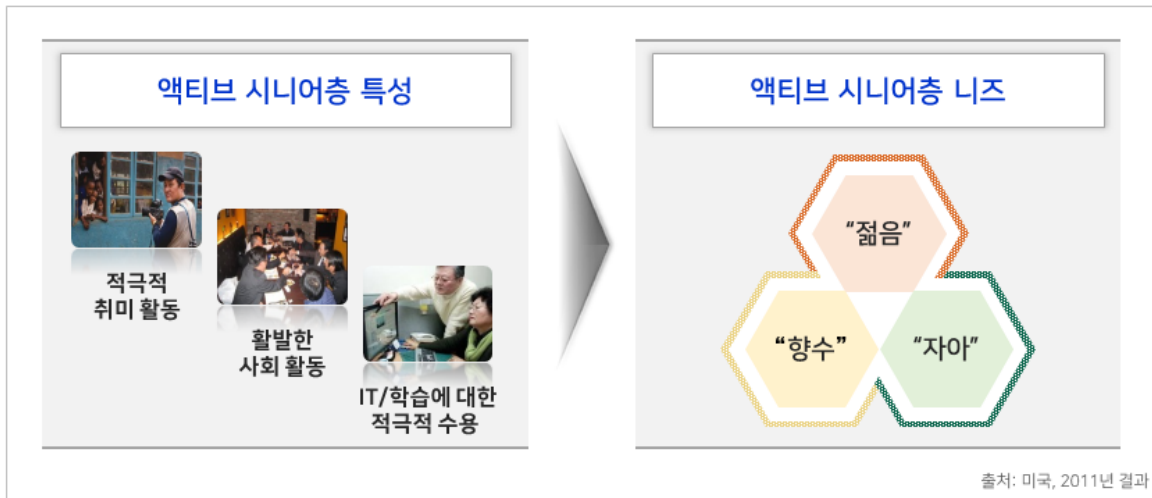 액티브 시니어층 특성
적극적
취미 활동
활발한
사회 활동
IT/학습에 대한
적극적 수용
액티브 시니어층 니즈
“젊음”
“향수”
“자아”
출처: 미국, 2011년 결과